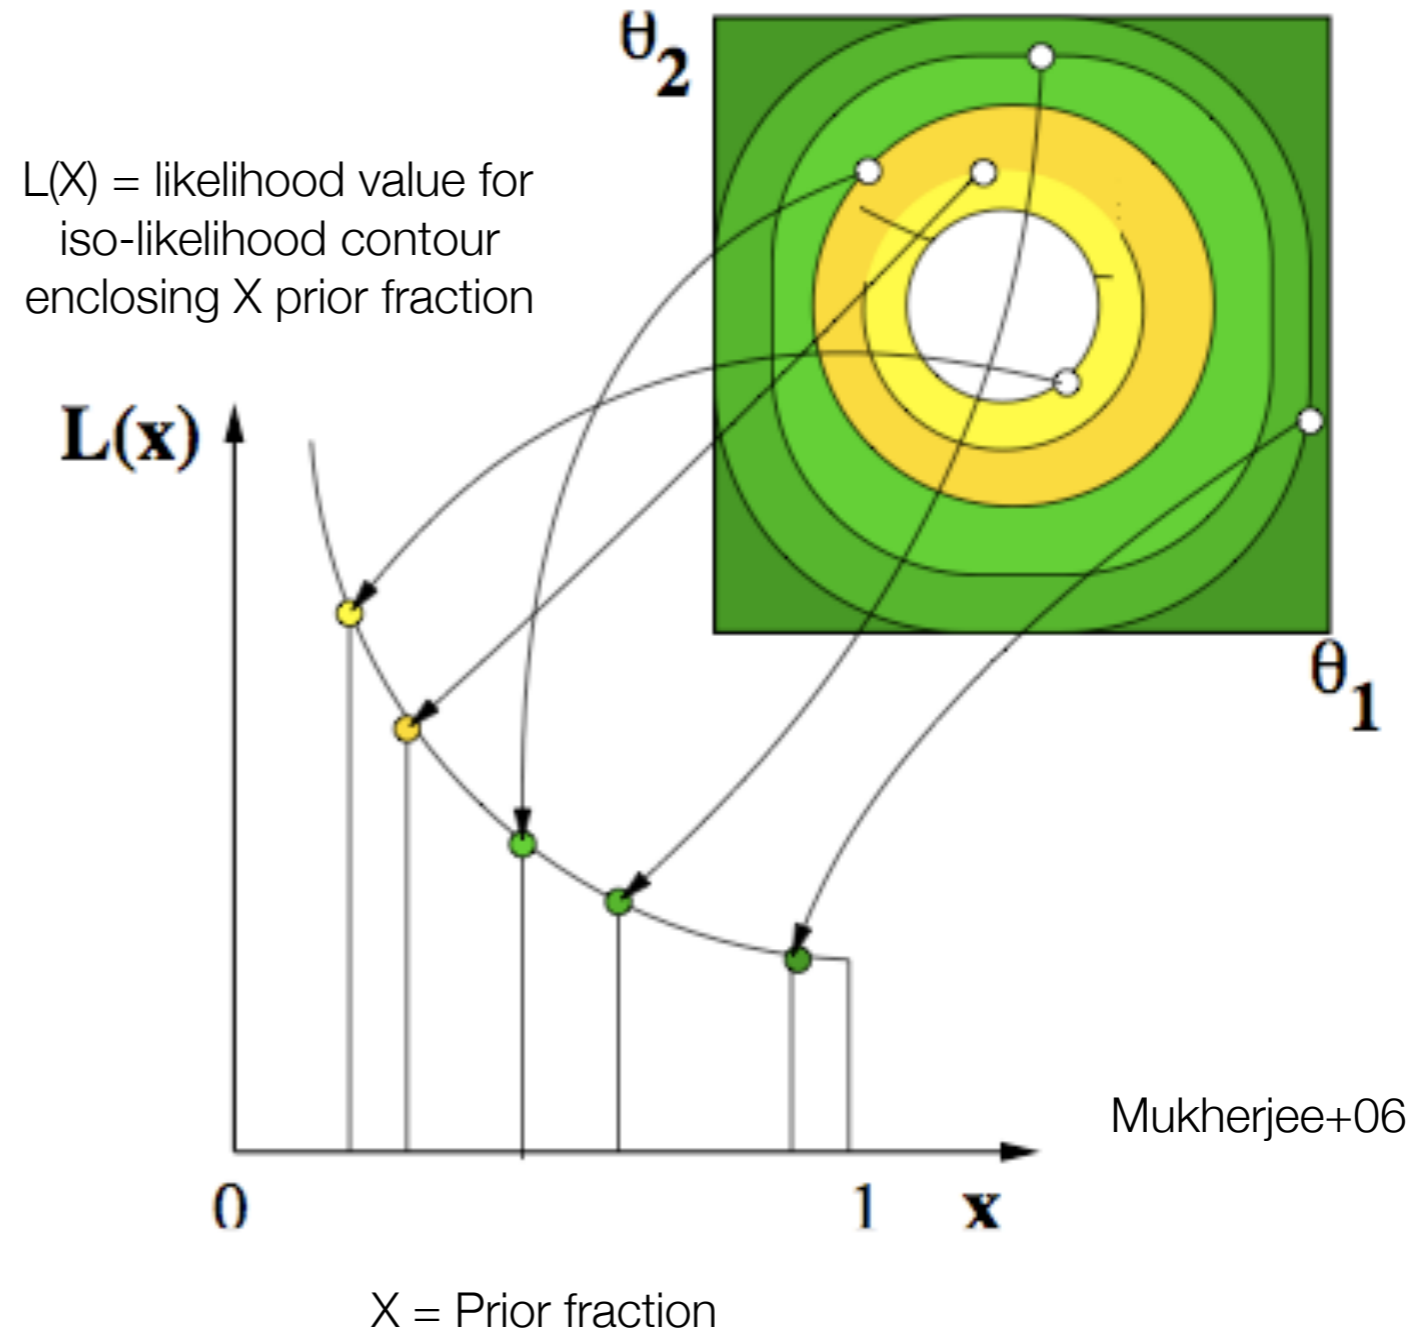 θ2
L(X) = likelihood value for
iso-likelihood contour
enclosing X prior fraction
L(x)
θ1
Mukherjee+06
0 1 x
X = Prior fraction